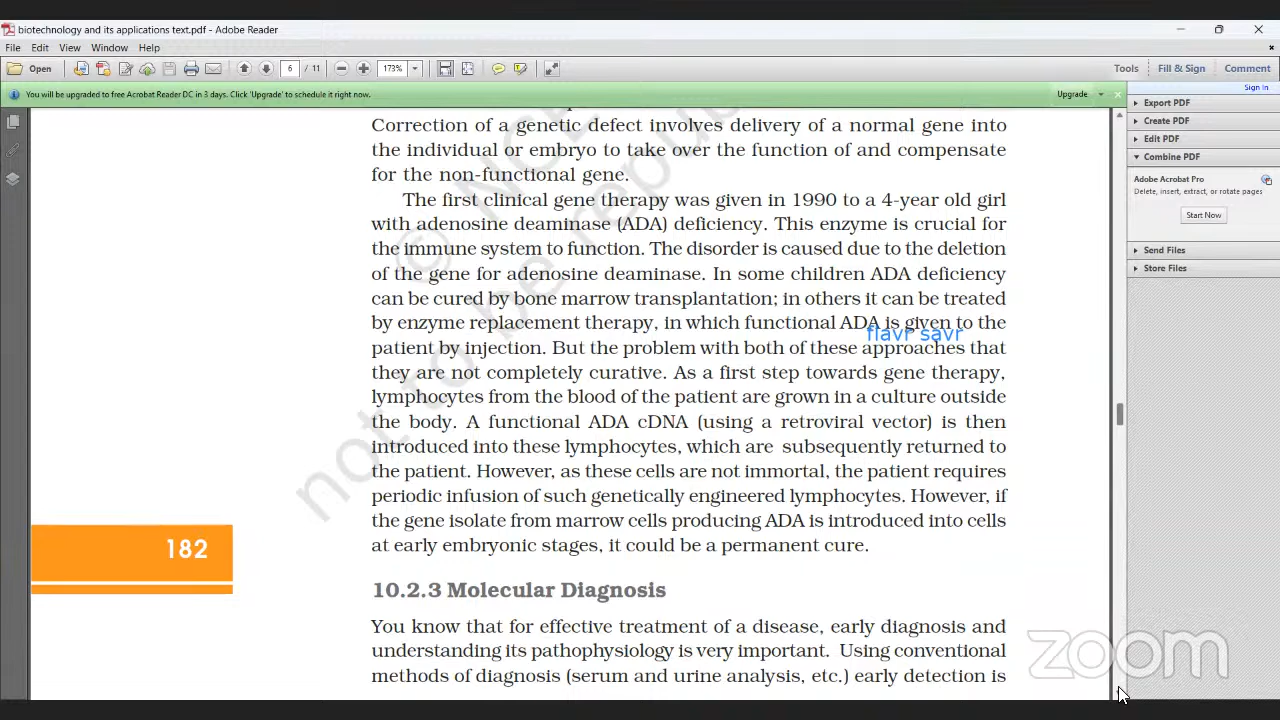 biotechnology and its applications text.pdf - Adobe Reader
File Edit View Window Help
Open 6 / 11 173% Tools Fill & Sign Comment
You will be upgraded to free Acrobat Reader DC in 3 days. Click 'Upgrade' to schedule it right now. Upgrade
Sign In
Export PDF
Create PDF
Edit PDF
Combine PDF
Adobe Acrobat Pro
Delete, insert, extract, or rotate pages
Start Now
Send Files
Store Files
Correction of a genetic defect involves delivery of a normal gene into
the individual or embryo to take over the function of and compensate
for the non-functional gene.
The first clinical gene therapy was given in 1990 to a 4-year old girl
with adenosine deaminase (ADA) deficiency. This enzyme is crucial for
the immune system to function. The disorder is caused due to the deletion
of the gene for adenosine deaminase. In some children ADA deficiency
can be cured by bone marrow transplantation; in others it can be treated
by enzyme replacement therapy, in which functional ADA is given to the
flavr savr
patient by injection. But the problem with both of these approaches that
they are not completely curative. As a first step towards gene therapy,
lymphocytes from the blood of the patient are grown in a culture outside
the body. A functional ADA cDNA (using a retroviral vector) is then
introduced into these lymphocytes, which are subsequently returned to
the patient. However, as these cells are not immortal, the patient requires
periodic infusion of such genetically engineered lymphocytes. However, if
the gene isolate from marrow cells producing ADA is introduced into cells
at early embryonic stages, it could be a permanent cure.
182
10.2.3 Molecular Diagnosis
You know that for effective treatment of a disease, early diagnosis and
understanding its pathophysiology is very important. Using conventional
methods of diagnosis (serum and urine analysis, etc.) early detection is
© NCE
not to be repub
zoom